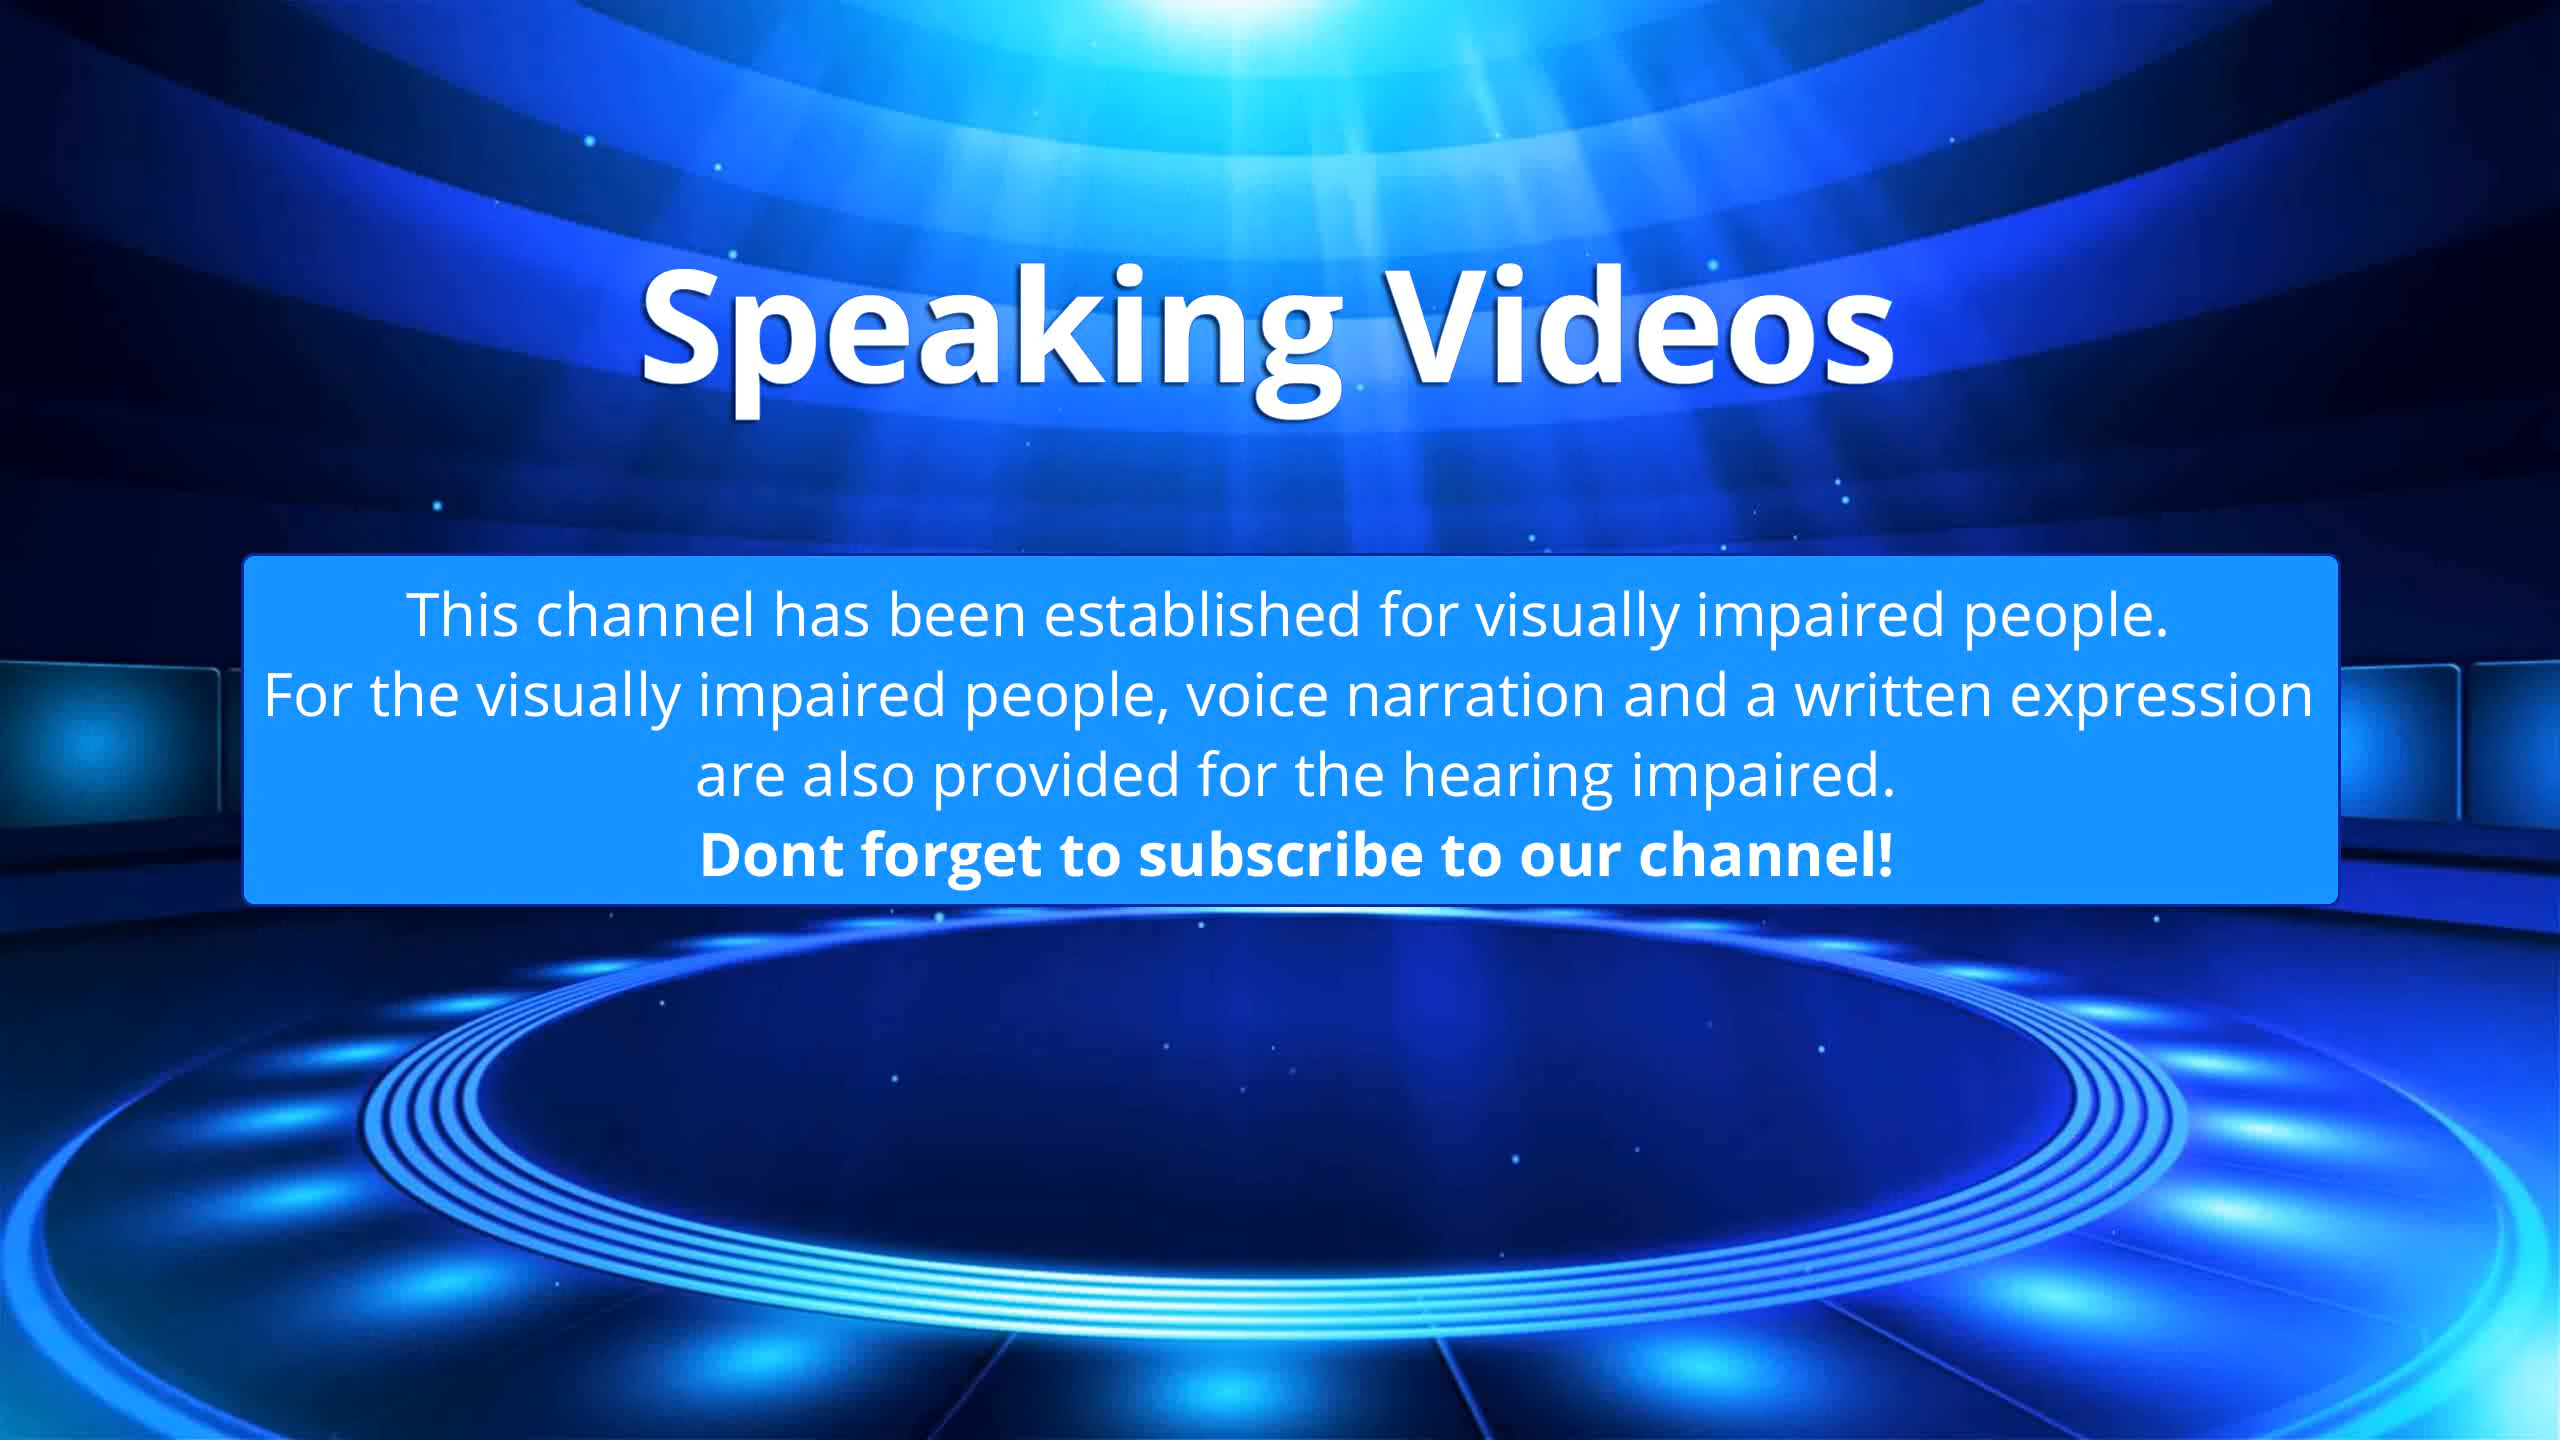 Speaking Videos
This channel has been established for visually impaired people.
For the visually impaired people, voice narration and a written expression
are also provided for the hearing impaired.
Dont forget to subscribe to our channel!